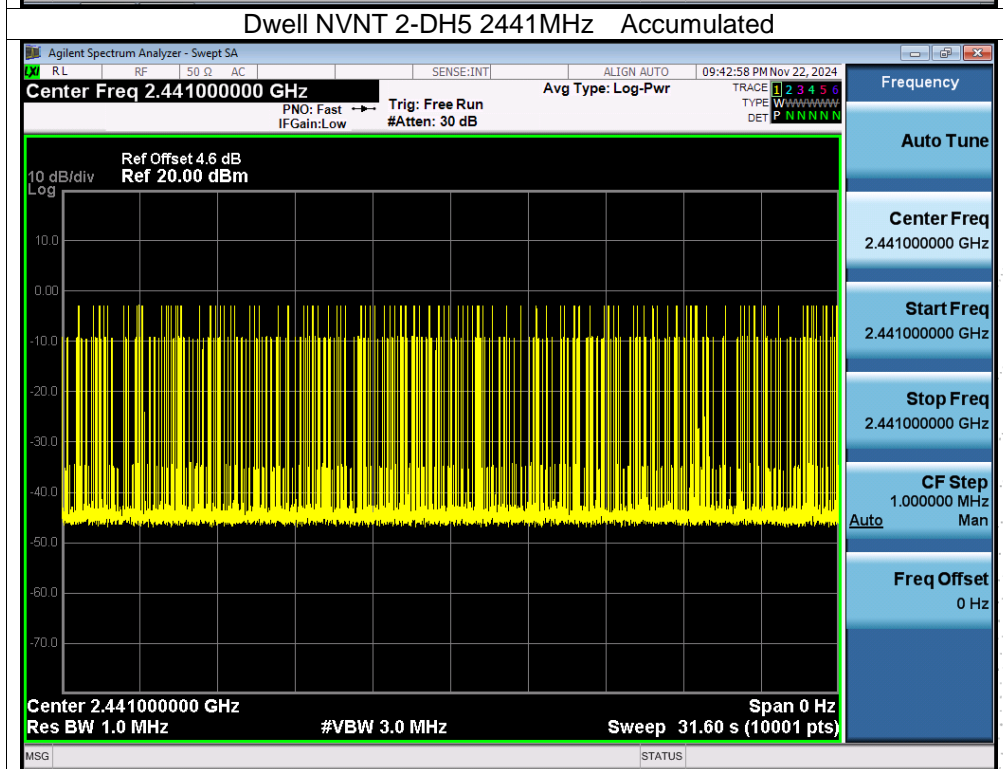 Dwell NVNT 2-DH5 2441MHz Accumulated
Agilent Spectrum Analyzer - Swept SA
LXI RL RF 50 Ω AC SENSE:INT ALIGN AUTO 09:42:58 PM Nov 22, 2024
Center Freq 2.441000000 GHz
PNO: Fast
IFGain:Low
Trig: Free Run
#Atten: 30 dB
Avg Type: Log-Pwr
TRACE 1 2 3 4 5 6
TYPE WWWWWWW
DET P N N N N N
Ref Offset 4.6 dB
10 dB/div Ref 20.00 dBm
Log
10.0
0.00
-10.0
-20.0
-30.0
-40.0
-50.0
-60.0
-70.0
Center 2.441000000 GHz Span 0 Hz
Res BW 1.0 MHz #VBW 3.0 MHz Sweep 31.60 s (10001 pts)
MSG STATUS
Frequency
Auto Tune
Center Freq
2.441000000 GHz
Start Freq
2.441000000 GHz
Stop Freq
2.441000000 GHz
CF Step
1.000000 MHz
Auto Man
Freq Offset
0 Hz